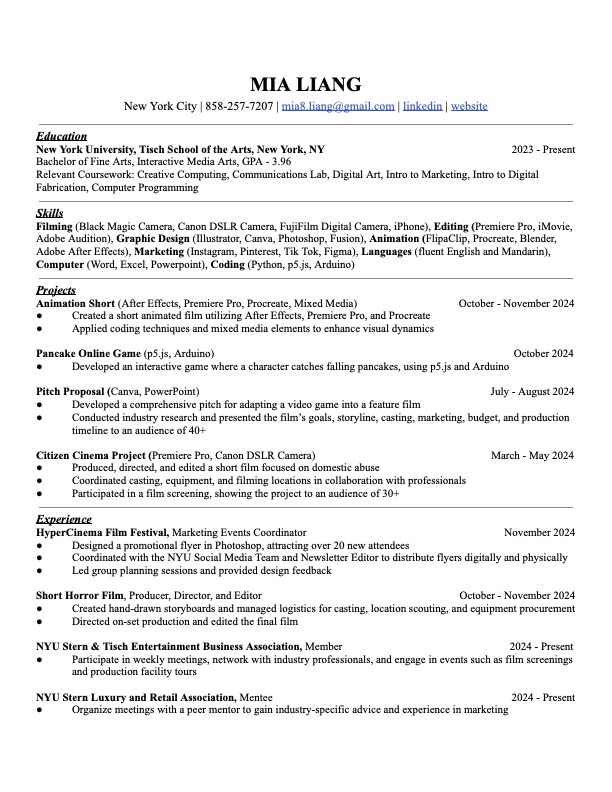 MIA LIANG
New York City | 858-257-7207 | mia8.liang@gmail.com | linkedin | website
Education
New York University, Tisch School of the Arts, New York, NY 2023 - Present
Bachelor of Fine Arts, Interactive Media Arts, GPA - 3.96
Relevant Coursework: Creative Computing, Communications Lab, Digital Art, Intro to Marketing, Intro to Digital
Fabrication, Computer Programming
Skills
Filming (Black Magic Camera, Canon DSLR Camera, FujiFilm Digital Camera, iPhone), Editing (Premiere Pro, iMovie,
Adobe Audition), Graphic Design (Illustrator, Canva, Photoshop, Fusion), Animation (FlipaClip, Procreate, Blender,
Adobe After Effects), Marketing (Instagram, Pinterest, Tik Tok, Figma), Languages (fluent English and Mandarin),
Computer (Word, Excel, Powerpoint), Coding (Python, p5.js, Arduino)
Projects
Animation Short (After Effects, Premiere Pro, Procreate, Mixed Media) October - November 2024
● Created a short animated film utilizing After Effects, Premiere Pro, and Procreate
● Applied coding techniques and mixed media elements to enhance visual dynamics
Pancake Online Game (p5.js, Arduino) October 2024
● Developed an interactive game where a character catches falling pancakes, using p5.js and Arduino
Pitch Proposal (Canva, PowerPoint) July - August 2024
● Developed a comprehensive pitch for adapting a video game into a feature film
● Conducted industry research and presented the film's goals, storyline, casting, marketing, budget, and production
timeline to an audience of 40+
Citizen Cinema Project (Premiere Pro, Canon DSLR Camera) March - May 2024
● Produced, directed, and edited a short film focused on domestic abuse
● Coordinated casting, equipment, and filming locations in collaboration with professionals
● Participated in a film screening, showing the project to an audience of 30+
Experience
HyperCinema Film Festival, Marketing Events Coordinator November 2024
● Designed a promotional flyer in Photoshop, attracting over 20 new attendees
● Coordinated with the NYU Social Media Team and Newsletter Editor to distribute flyers digitally and physically
● Led group planning sessions and provided design feedback
Short Horror Film, Producer, Director, and Editor October - November 2024
● Created hand-drawn storyboards and managed logistics for casting, location scouting, and equipment procurement
● Directed on-set production and edited the final film
NYU Stern & Tisch Entertainment Business Association, Member 2024 - Present
● Participate in weekly meetings, network with industry professionals, and engage in events such as film screenings
and production facility tours
NYU Stern Luxury and Retail Association, Mentee 2024 - Present
● Organize meetings with a peer mentor to gain industry-specific advice and experience in marketing